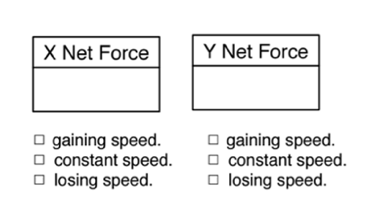 X Net Force
Y Net Force
gaining speed.
constant speed.
losing speed.
gaining speed.
constant speed.
losing speed.